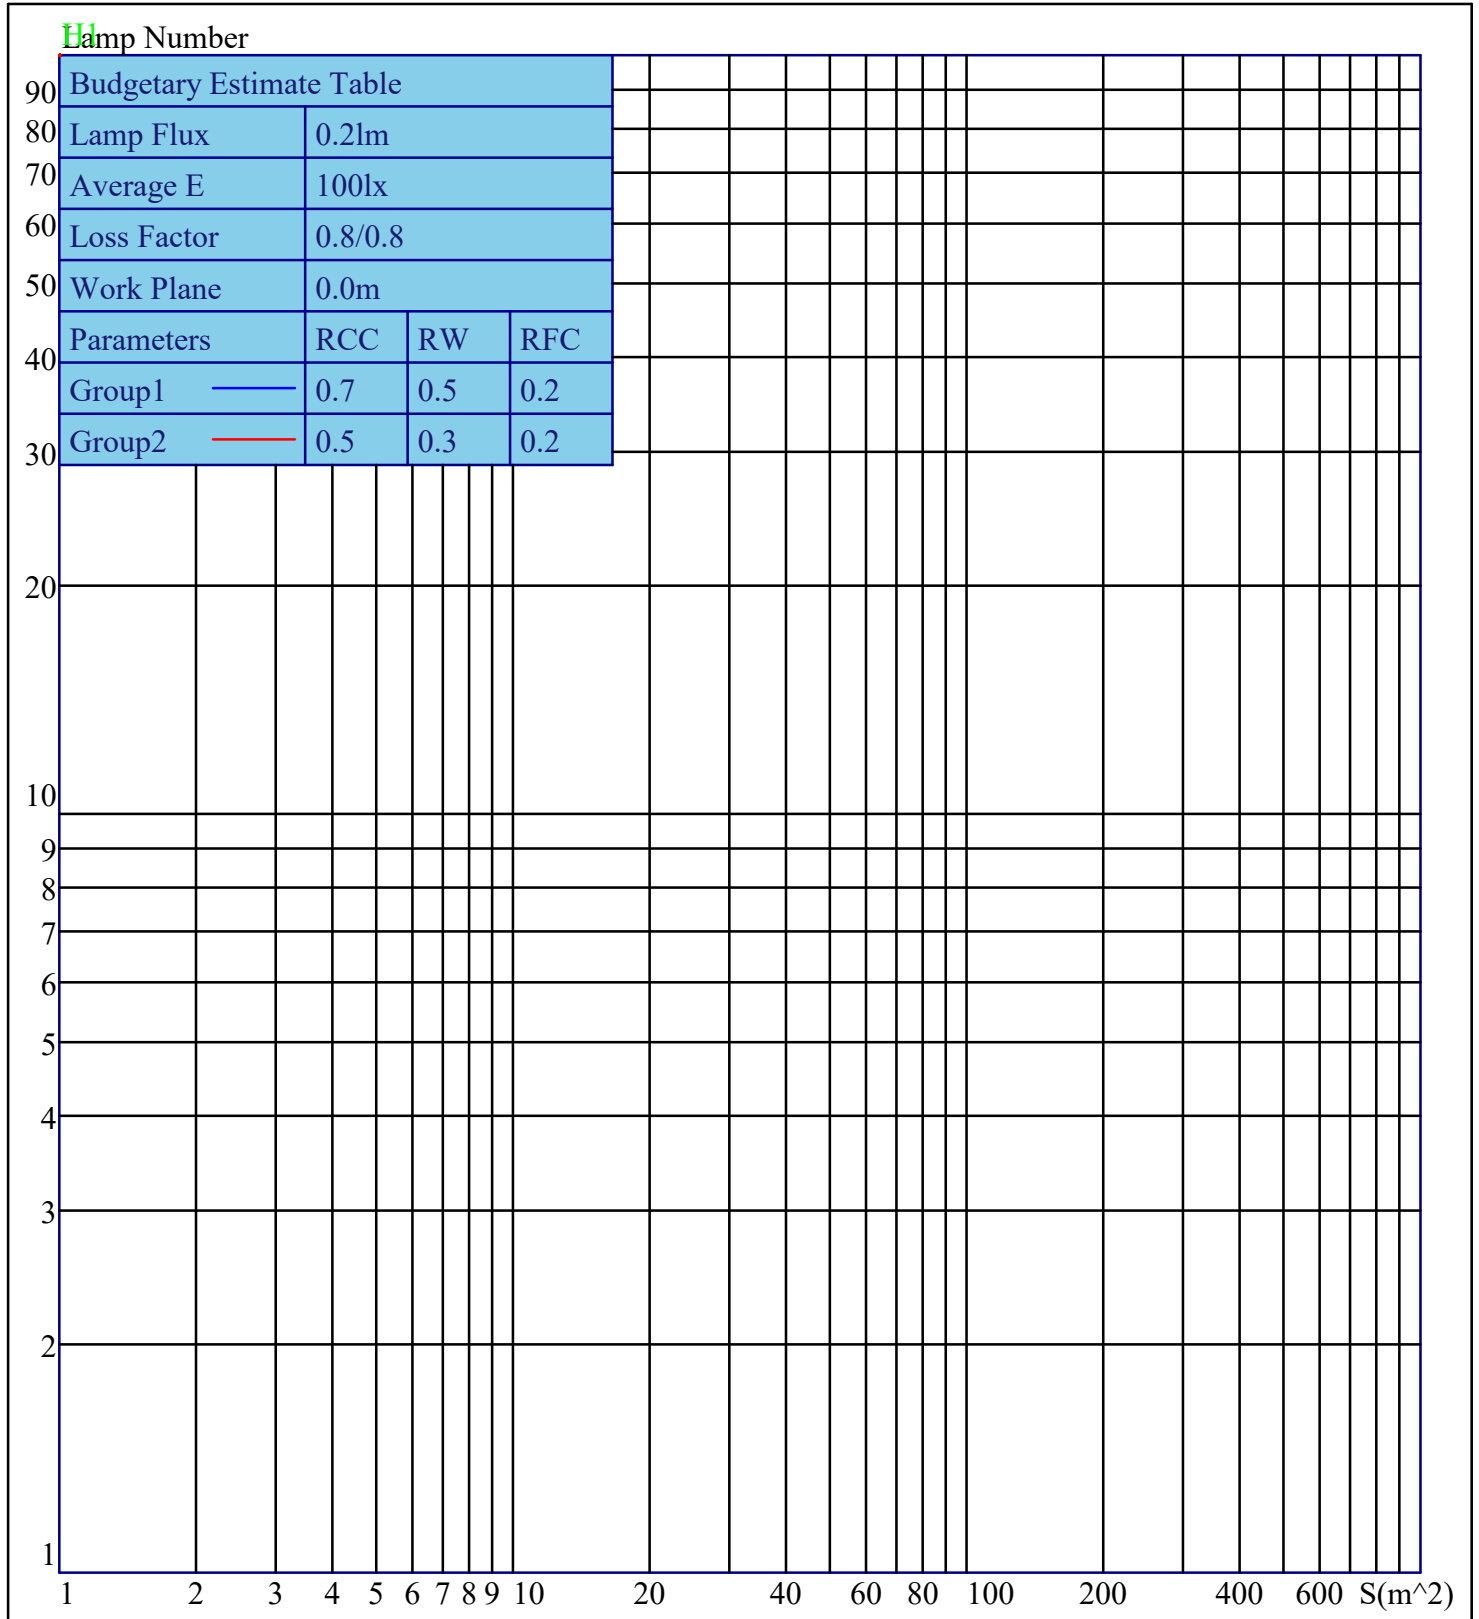 Lamp Number
Budgetary Estimate Table
Lamp Flux 0.2lm
Average E 100lx
Loss Factor 0.8/0.8
Work Plane 0.0m
Parameters RCC RW RFC
Group1 0.7 0.5 0.2
Group2 0.5 0.3 0.2
90
80
70
60
50
40
30
20
10
9
8
7
6
5
4
3
2
1
1 2 3 4 5 6 7 8 9 10 20 40 60 80 100 200 400 600 S(m^2)